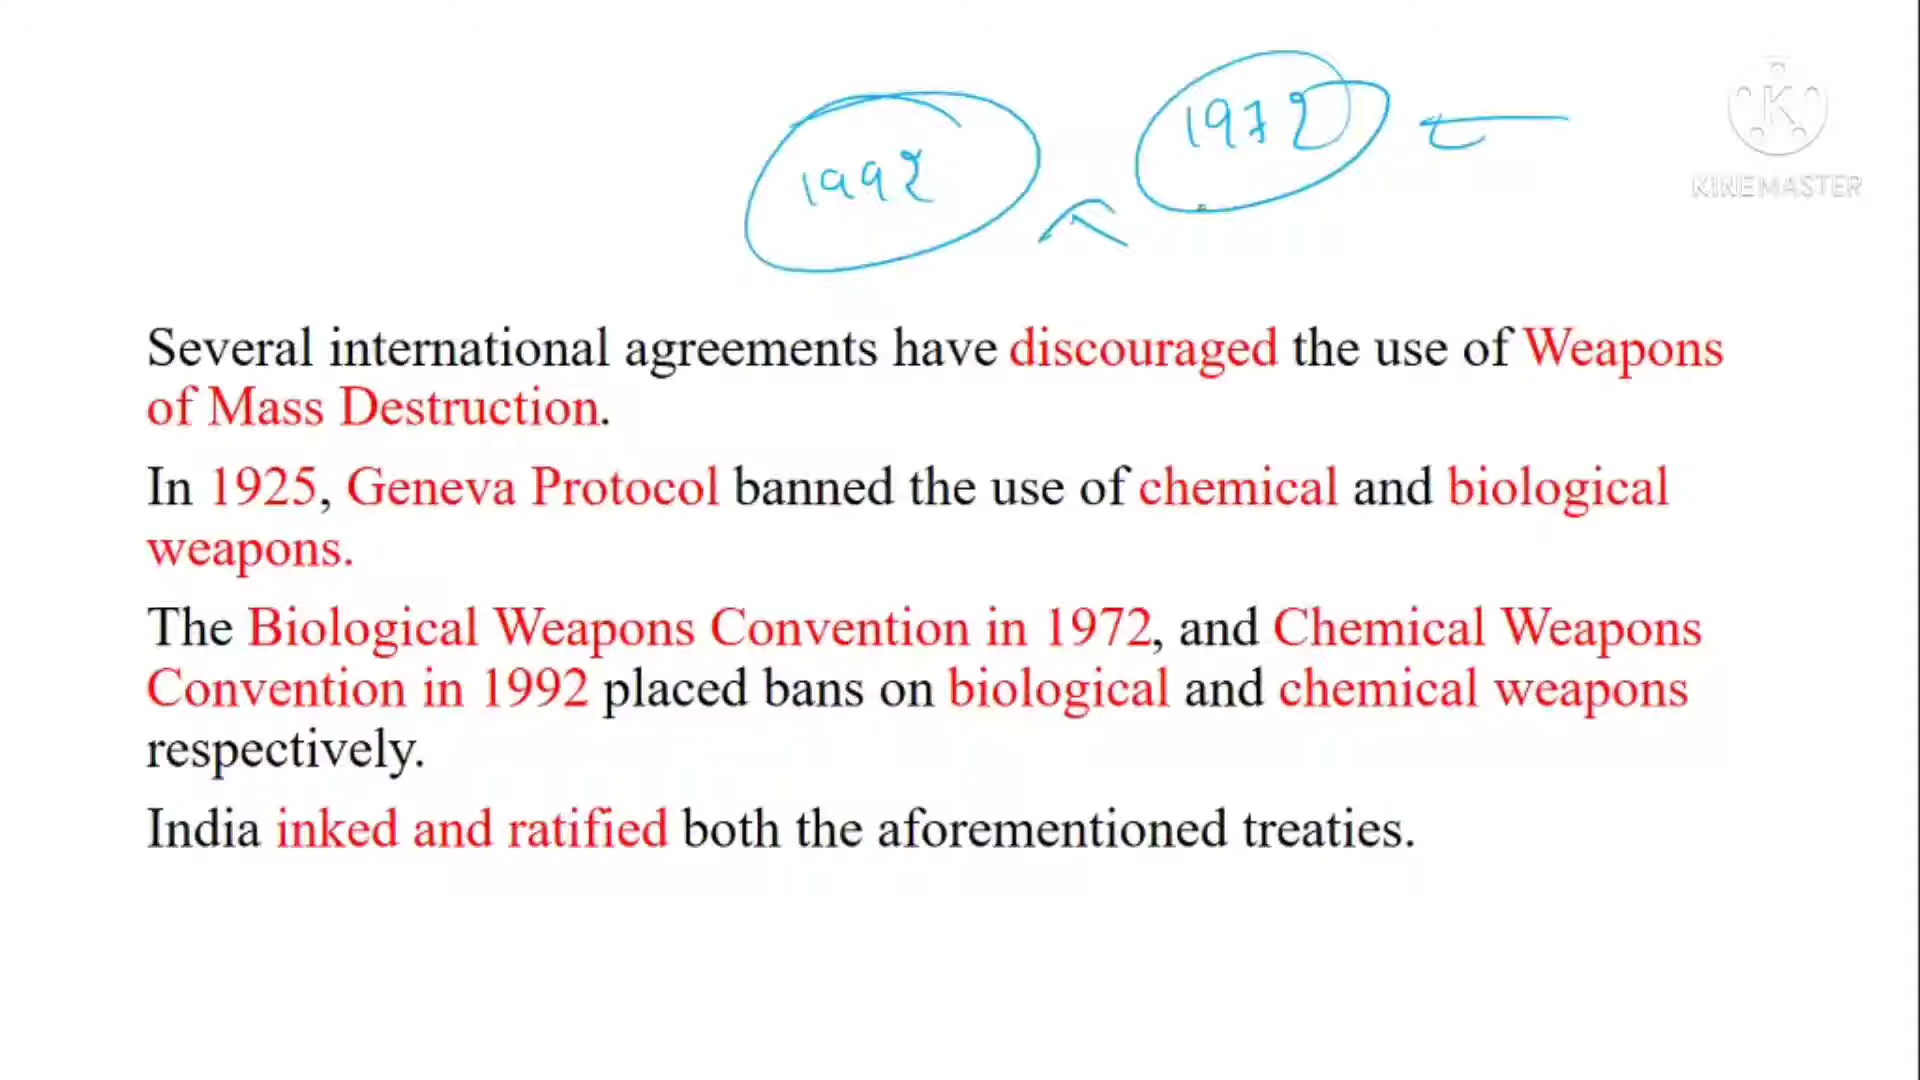 1972
1992
KINEMASTER
Several international agreements have discouraged the use of Weapons
of Mass Destruction.
In 1925, Geneva Protocol banned the use of chemical and biological
weapons.
The Biological Weapons Convention in 1972, and Chemical Weapons
Convention in 1992 placed bans on biological and chemical weapons
respectively.
India inked and ratified both the aforementioned treaties.